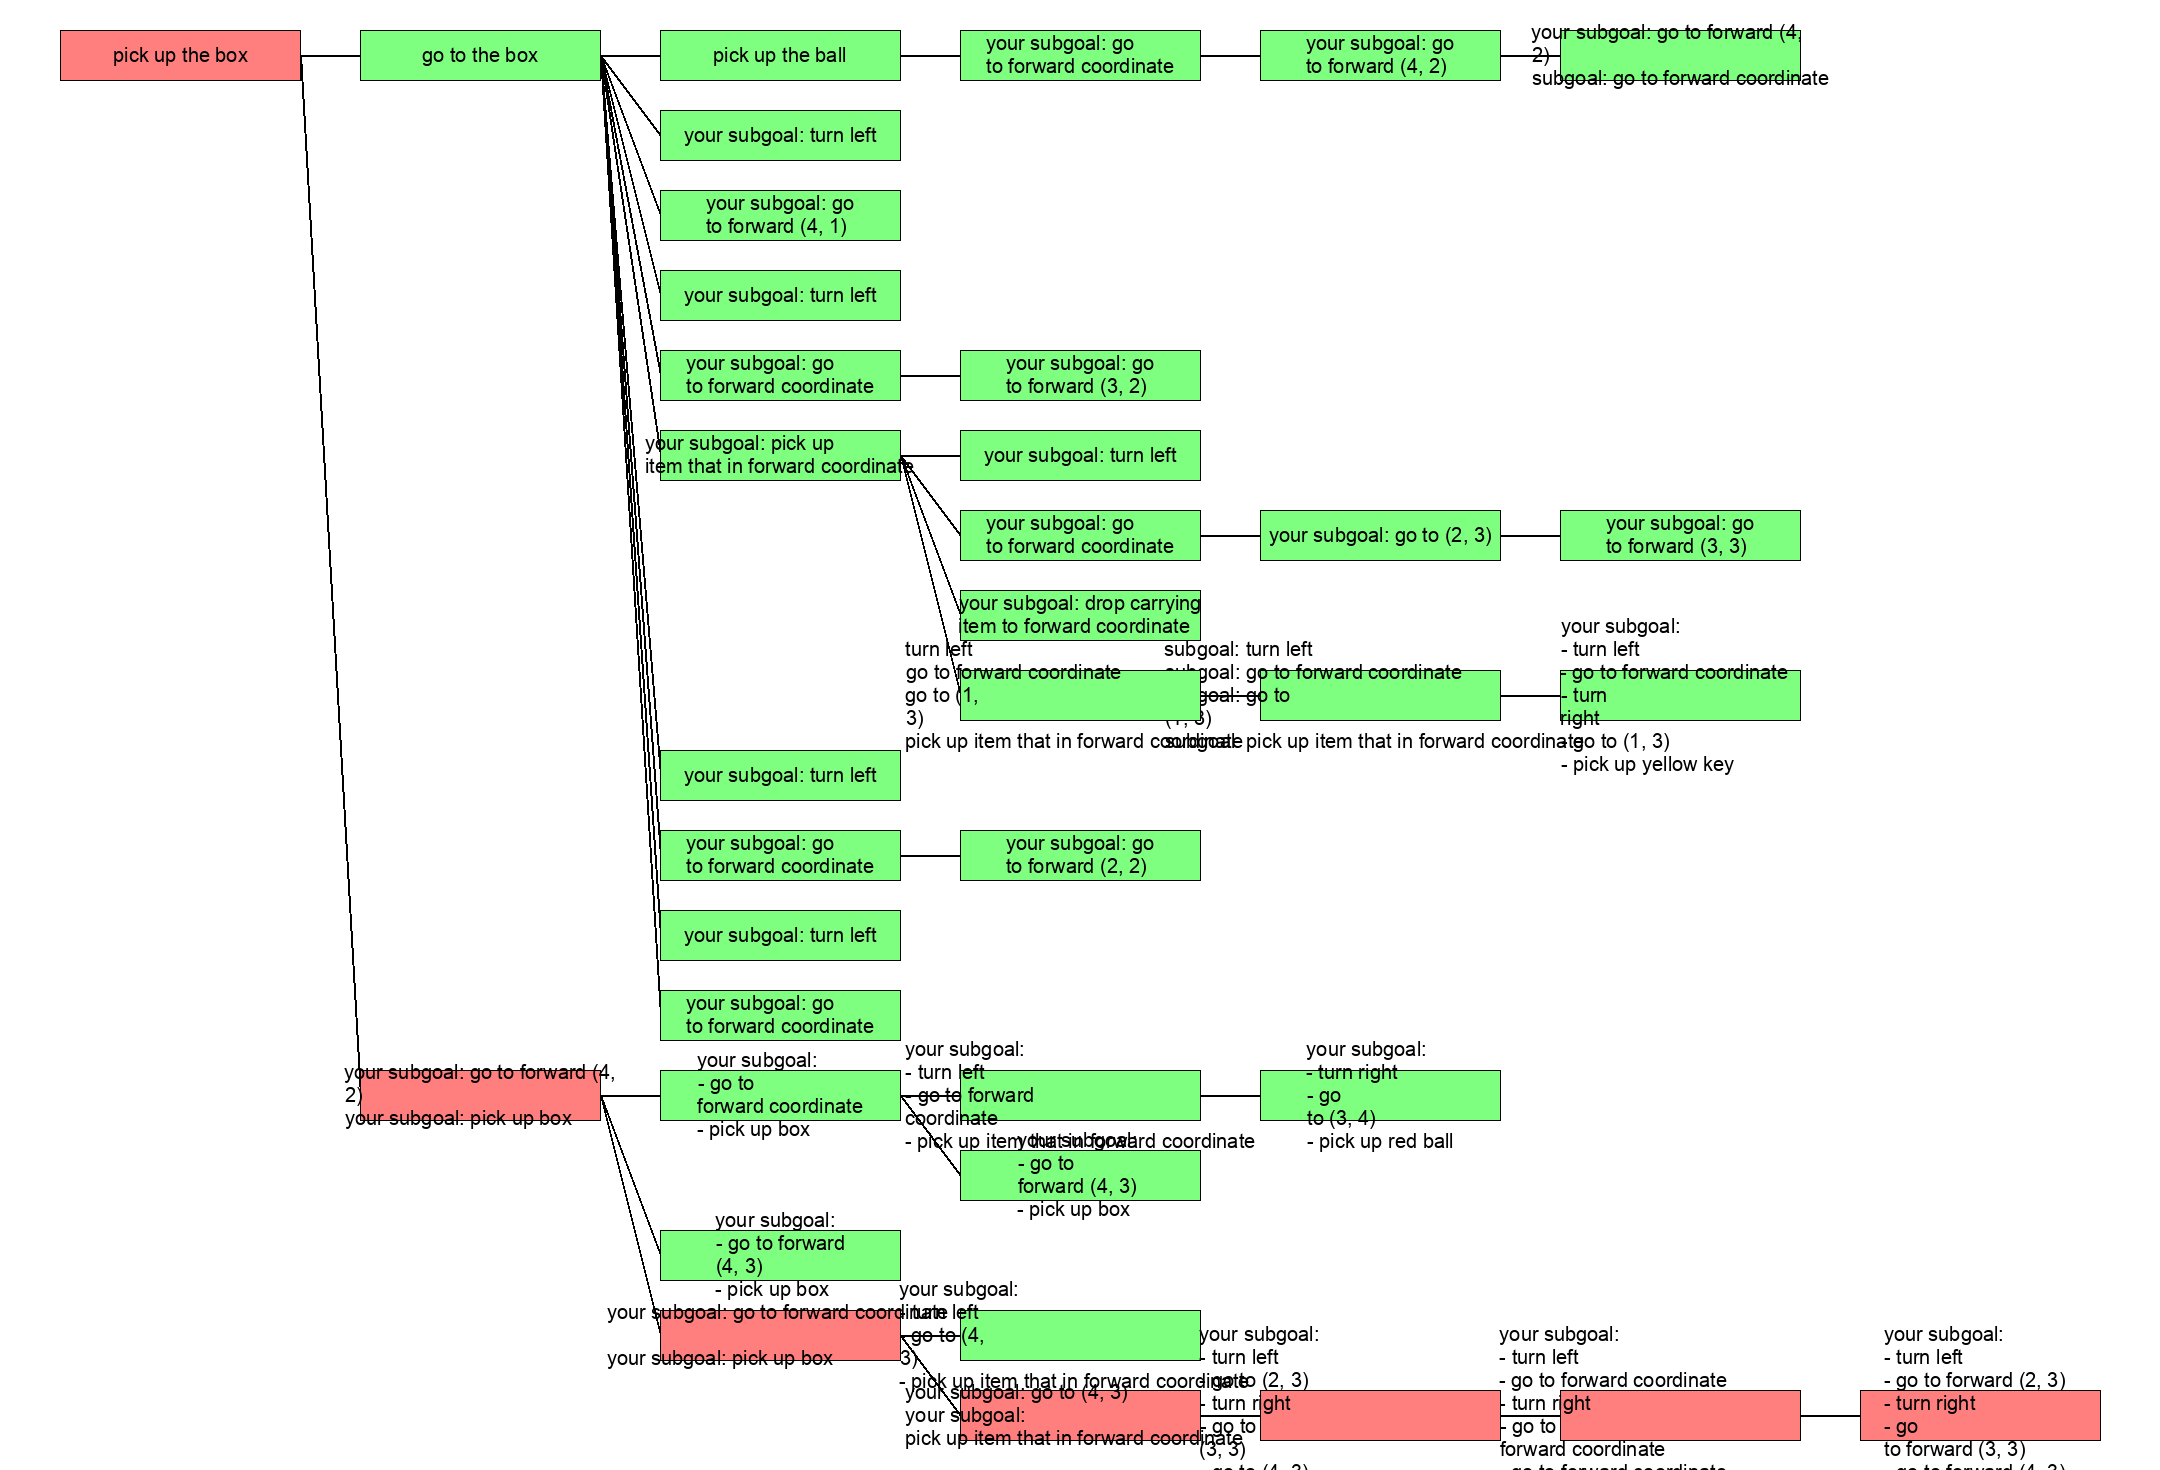 pick up the box
go to the box
pick up the ball
your subgoal: go
to forward coordinate
your subgoal: go
to forward (4, 2)
your subgoal: go to forward (4,
2)
subgoal: go to forward coordinate
your subgoal: turn left
your subgoal: go
to forward (4, 1)
your subgoal: turn left
your subgoal: go
to forward coordinate
your subgoal: go
to forward (3, 2)
your subgoal: pick up
item that in forward coordinate
your subgoal: turn left
your subgoal: go
to forward coordinate
your subgoal: go to (2, 3)
your subgoal: go
to forward (3, 3)
your subgoal: drop carrying
item to forward coordinate
turn left
go to forward coordinate
go to (1,
3)
pick up item that in forward coordinate
subgoal: turn left
subgoal: go to forward coordinate
subgoal: go to
(1, 3)
subgoal: pick up item that in forward coordinate
your subgoal:
- turn left
- go to forward coordinate
- turn
right
- go to (1, 3)
- pick up yellow key
your subgoal: turn left
your subgoal: go
to forward coordinate
your subgoal: go
to forward (2, 2)
your subgoal: turn left
your subgoal: go
to forward coordinate
your subgoal: go to forward (4,
2)
your subgoal: pick up box
your subgoal:
- go to
forward coordinate
- pick up box
your subgoal:
- turn left
- go to forward
coordinate
- pick up item that in forward coordinate
your subgoal:
- turn right
- go
to (3, 4)
- pick up red ball
your subgoal:
- go to
forward (4, 3)
- pick up box
your subgoal:
- go to forward
(4, 3)
- pick up box
your subgoal: go to forward coordinate
your subgoal: pick up box
your subgoal:
- turn left
- go to (4,
3)
- pick up item that in forward coordinate
your subgoal: go to (4, 3)
your subgoal:
pick up item that in forward coordinate
your subgoal:
- turn left
- go to (2, 3)
- turn right
- go to
(3, 3)
- go to (4, 3)
your subgoal:
- turn left
- go to forward coordinate
- turn right
- go to
forward coordinate
- go to forward coordinate
your subgoal:
- turn left
- go to forward (2, 3)
- turn right
- go
to forward (3, 3)
- go to forward (4, 3)